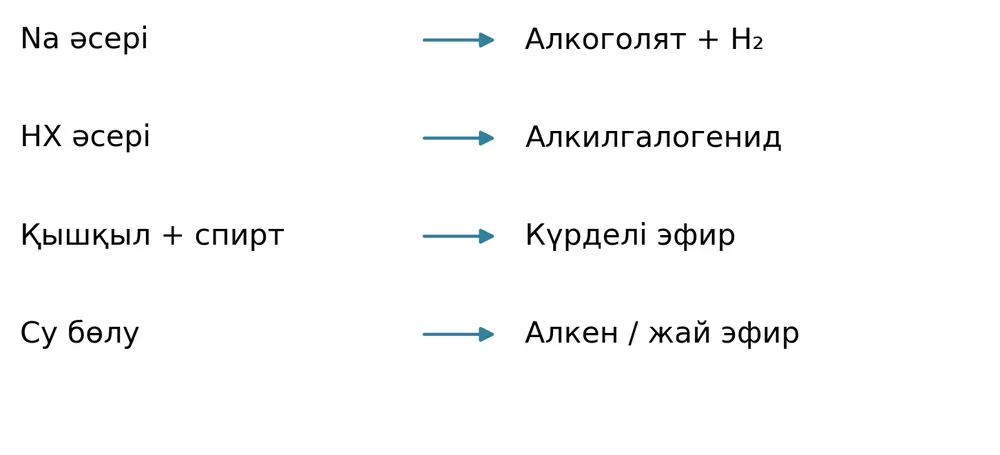 Na әсері → Алкоголят + H₂
HX әсері → Алкилгалогенид
Қышқыл + спирт → Күрделі эфир
Су бөлу → Алкен / жай эфир